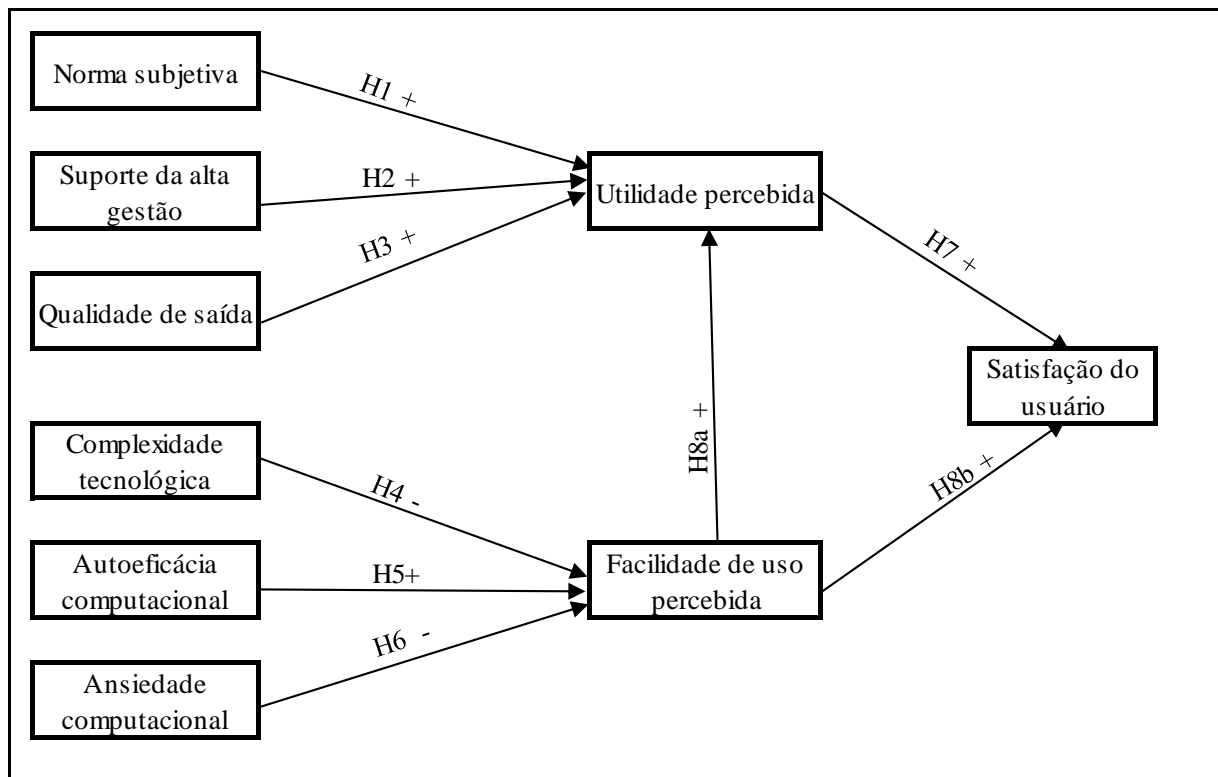 Norma subjetiva
H1 +
Suporte da alta
gestão
H2 +
Utilidade percebida
H3 +
Qualidade de saída
H7 +
Satisfação do
usuário
Complexidade
tecnológica
H4 -
H8a +
H8b +
Autoeficácia
computacional
H5+
Facilidade de uso
percebida
H6 -
Ansiedade
computacional